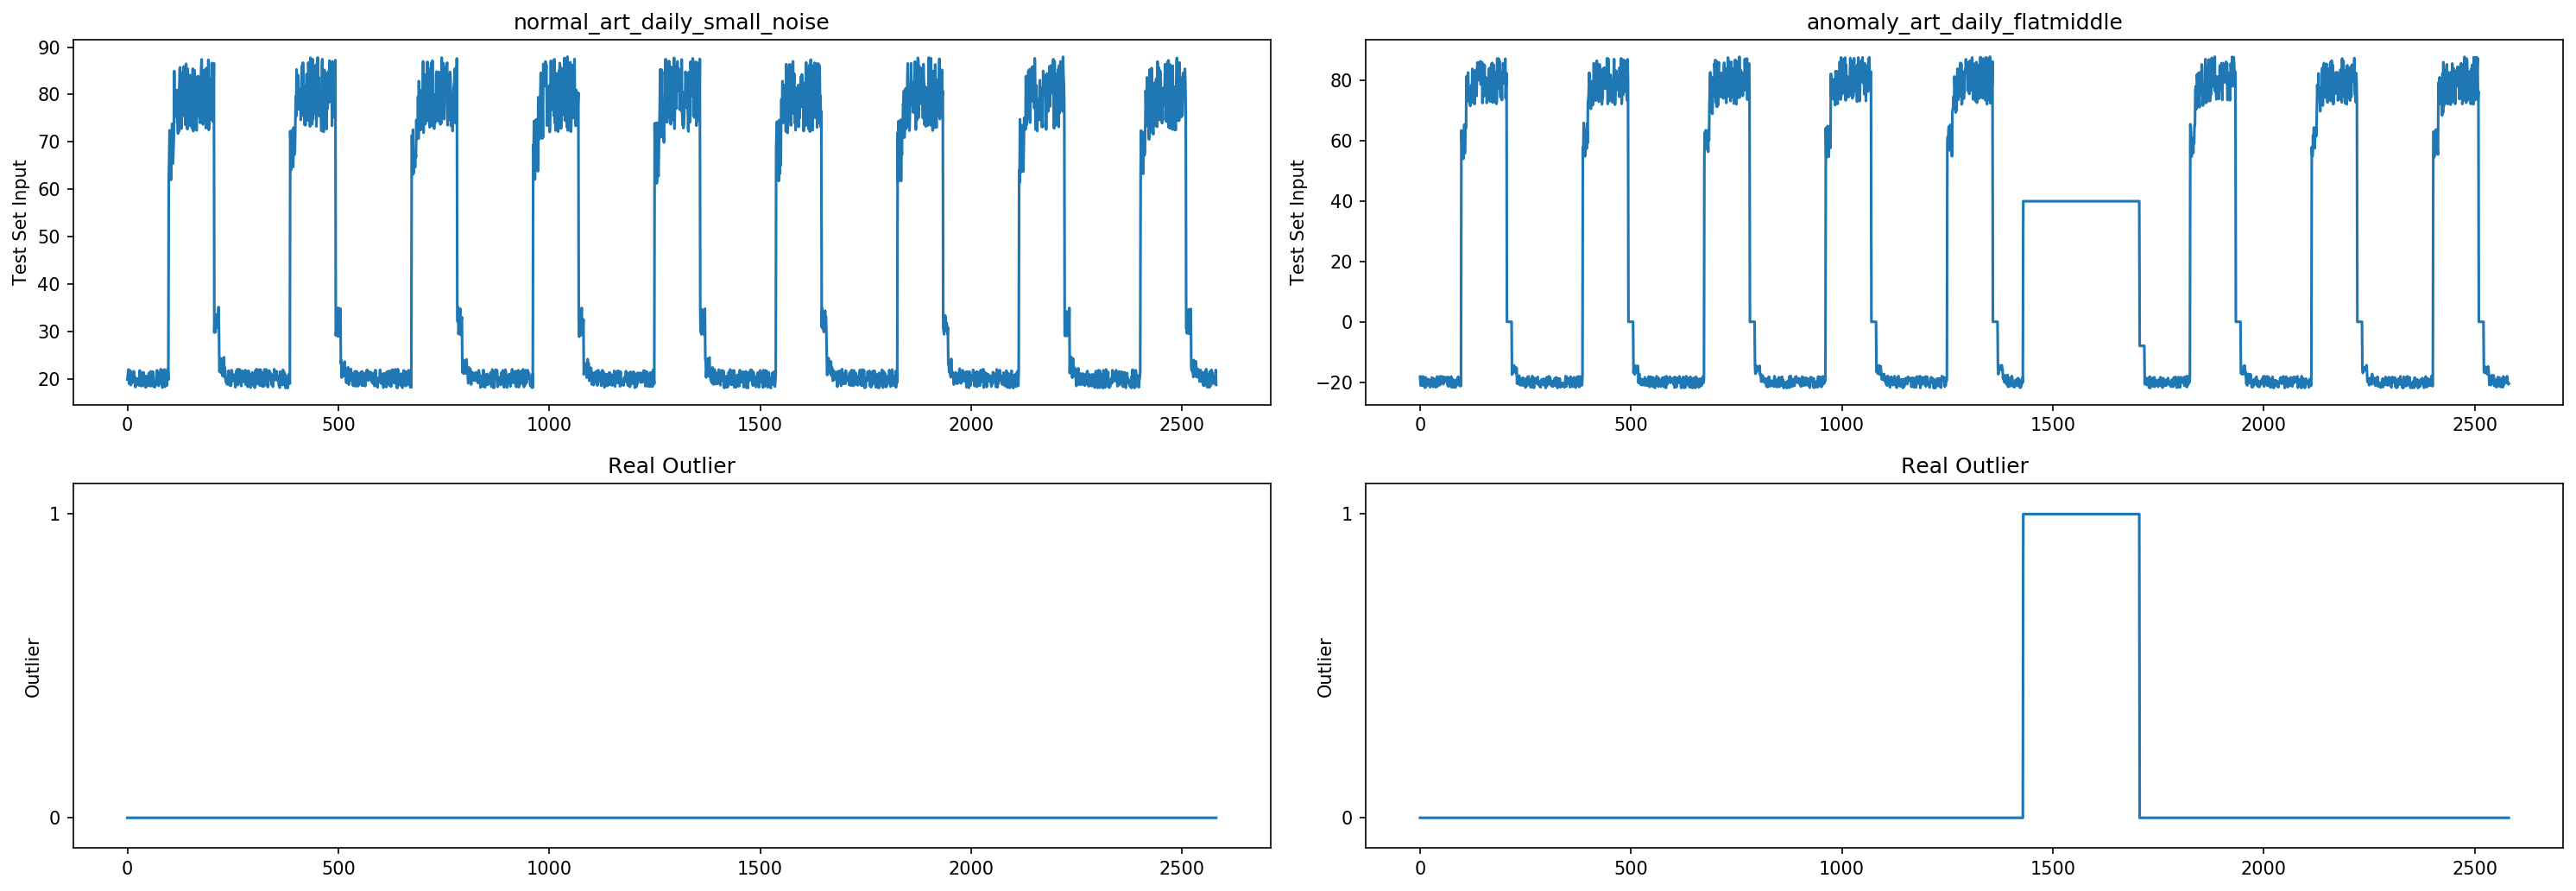 normal_art_daily_small_noise
Test Set Input
90
80
70
60
50
40
30
20
0 500 1000 1500 2000 2500
anomaly_art_daily_flatmiddle
Test Set Input
80
60
40
20
0
−20
0 500 1000 1500 2000 2500
Real Outlier
Outlier
1
0
0 500 1000 1500 2000 2500
Real Outlier
Outlier
1
0
0 500 1000 1500 2000 2500